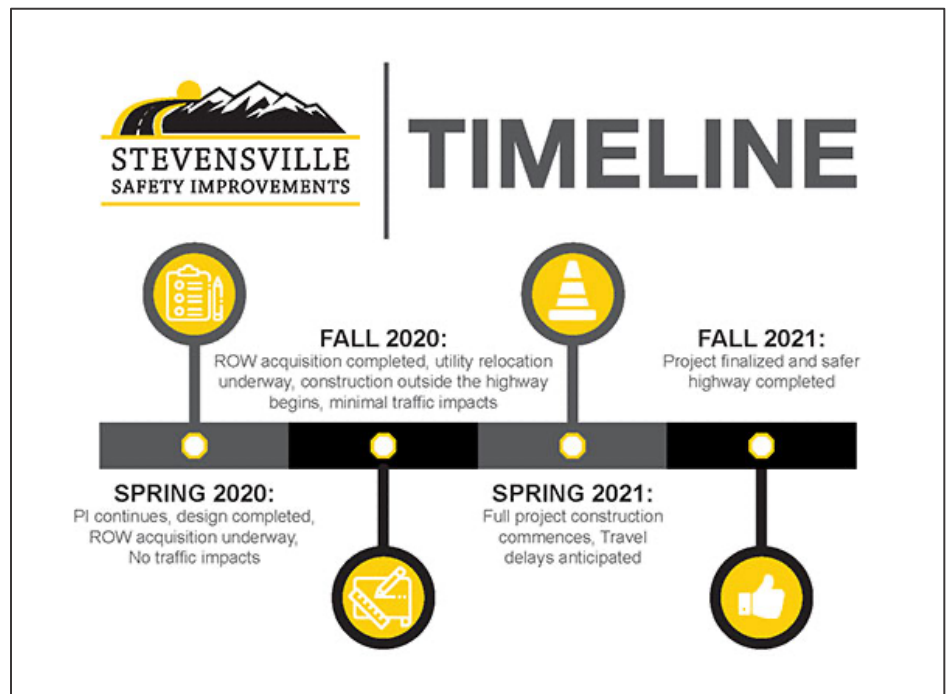 STEVENSVILLE
SAFETY IMPROVEMENTS
TIMELINE
SPRING 2020:
PI continues, design completed,
ROW acquisition underway,
No traffic impacts
FALL 2020:
ROW acquisition completed, utility relocation
underway, construction outside the highway
begins, minimal traffic impacts
SPRING 2021:
Full project construction
commences, Travel
delays anticipated
FALL 2021:
Project finalized and safer
highway completed